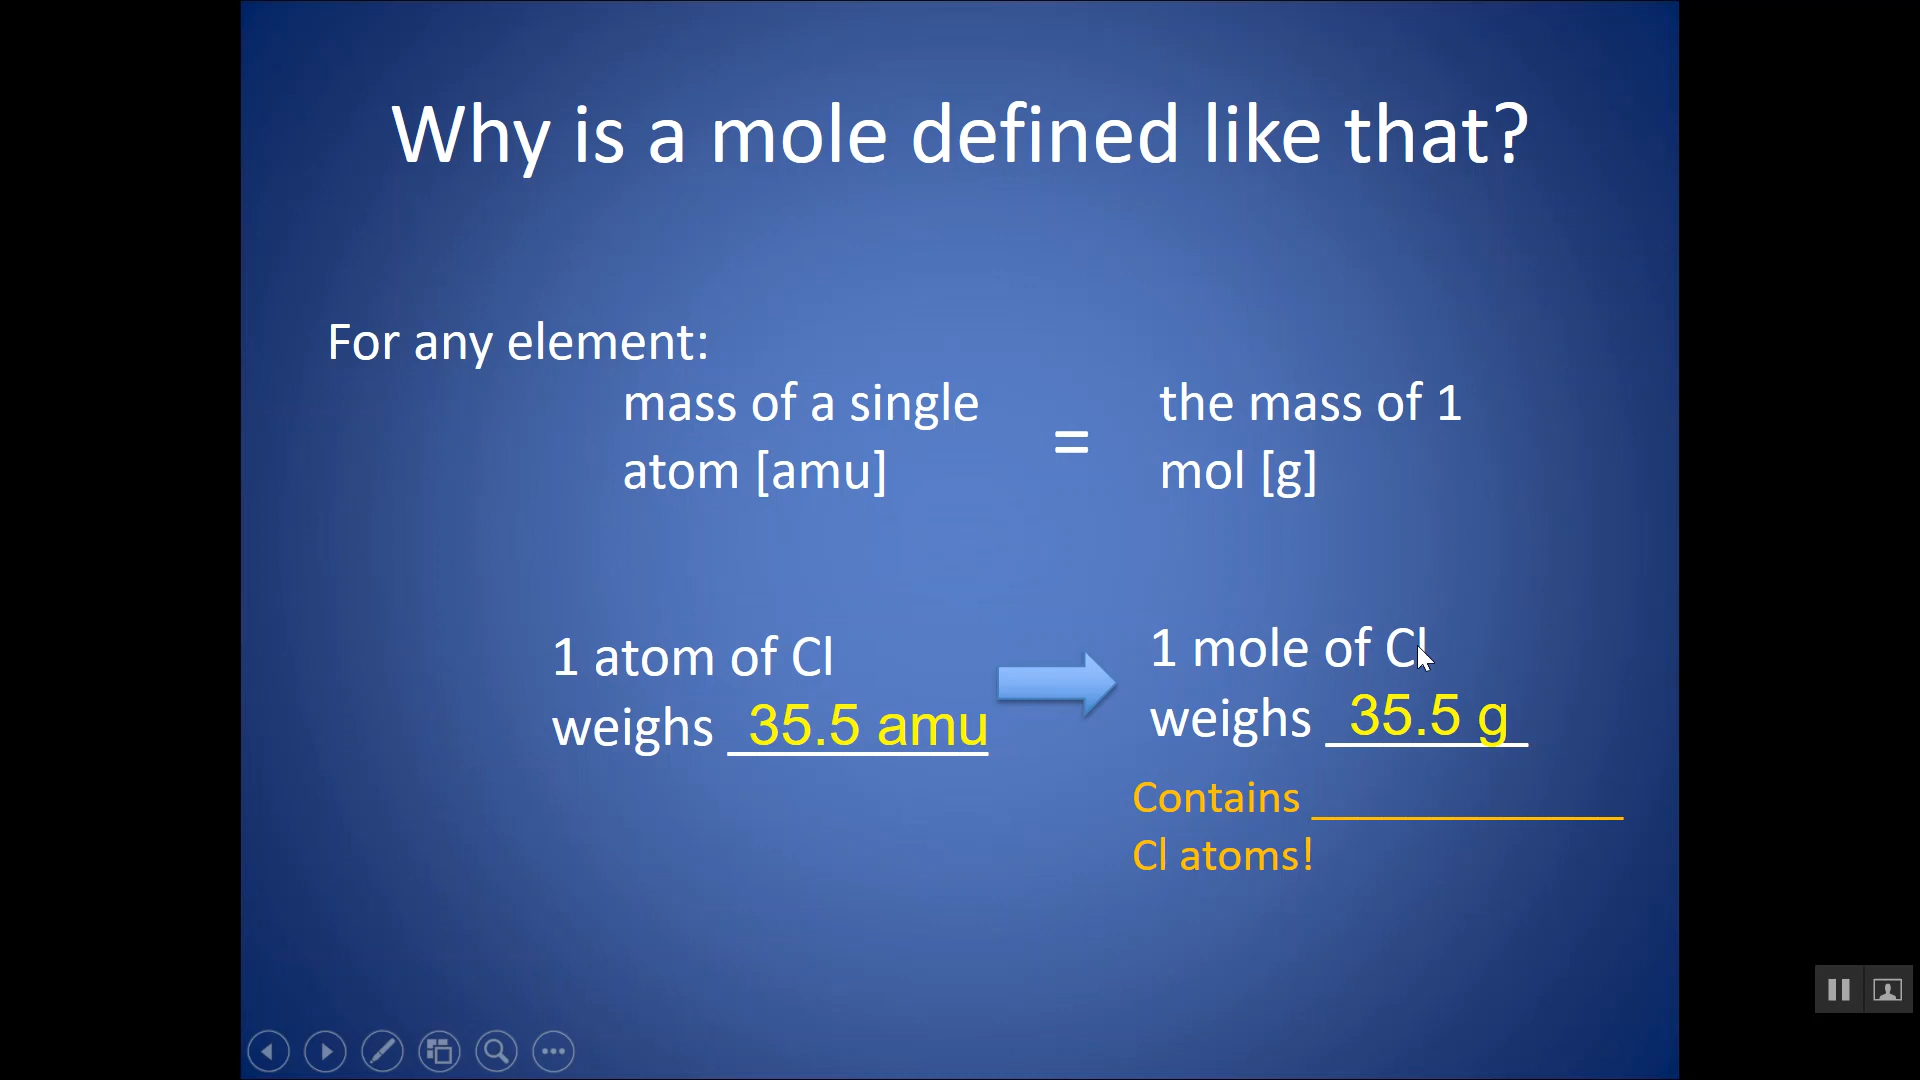 Why is a mole defined like that?
For any element:
mass of a single
atom [amu]
=
the mass of 1
mol [g]
1 atom of Cl
weighs 35.5 amu
1 mole of Cl
weighs 35.5 g
Contains ______________
Cl atoms!